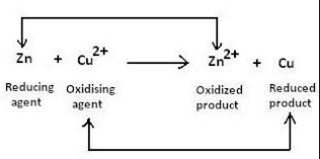 Zn + Cu²⁺ ⟶ Zn²⁺ + Cu
Reducing agent Oxidising agent Oxidized product Reduced product